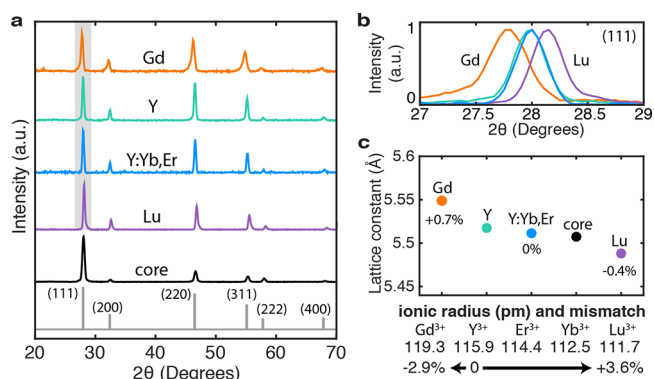 a
Intensity (a.u.)
Gd
Y
Y:Yb,Er
Lu
core
(111)
(200)
(220)
(311)
(222)
(400)
20 30 40 50 60 70
2θ (Degrees)
b
Intensity
(a.u.)
1
0
(111)
Gd
Lu
27 27.5 28 28.5 29
2θ (Degrees)
c
Lattice constant (Å)
5.6
5.55
5.5
5.45
Gd
+0.7%
Y
Y:Yb,Er
0%
core
Lu
-0.4%
ionic radius (pm) and mismatch
Gd³⁺ Y³⁺ Er³⁺ Yb³⁺ Lu³⁺
119.3 115.9 114.4 112.5 111.7
-2.9% 0 +3.6%